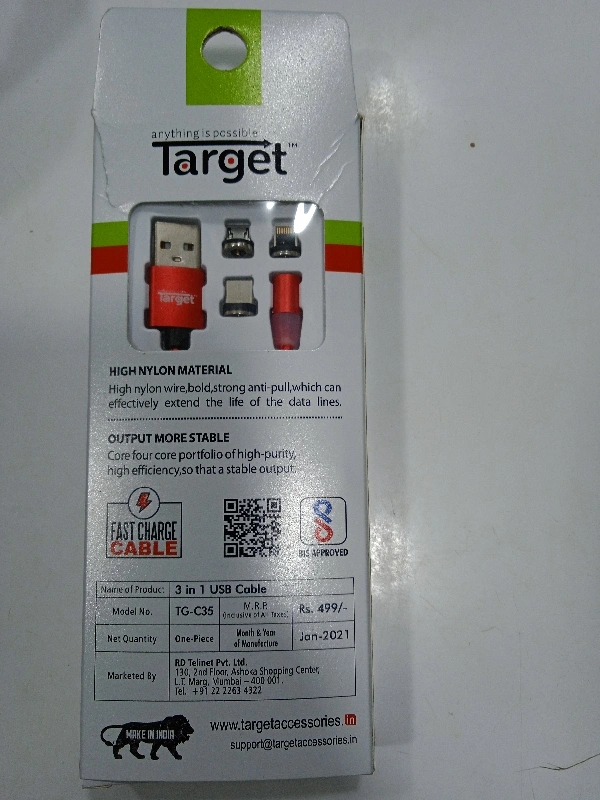 anything is possible
Target™
Target
HIGH NYLON MATERIAL
High nylon wire,bold,strong anti-pull,which can
effectively extend the life of the data lines.
OUTPUT MORE STABLE
Core four core portfolio of high-purity,
high efficiency,so that a stable output.
FAST CHARGE
CABLE
BIS APPROVED
Name of Product 3 in 1 USB Cable
Model No. TG-C35 M.R.P. (Inclusive of All Taxes) Rs. 499/-
Net Quantity One-Piece Month & Year of Manufacture Jan-2021
Marketed By
RD Telinet Pvt. Ltd.
130, 2nd Floor, Ashoka Shopping Center,
L.T. Marg, Mumbai – 400 001.
Tel. +91 22 2263 4322
MAKE IN INDIA
www.targetaccessories.in
support@targetaccessories.in